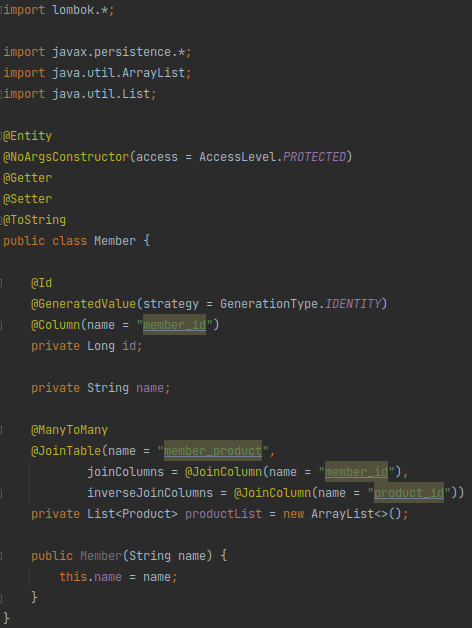 import lombok.*;
import javax.persistence.*;
import java.util.ArrayList;
import java.util.List;
@Entity
@NoArgsConstructor(access = AccessLevel.PROTECTED)
@Getter
@Setter
@ToString
public class Member {
@Id
@GeneratedValue(strategy = GenerationType.IDENTITY)
@Column(name = "member_id")
private Long id;
private String name;
@ManyToMany
@JoinTable(name = "member_product",
joinColumns = @JoinColumn(name = "member_id"),
inverseJoinColumns = @JoinColumn(name = "product_id"))
private List<Product> productList = new ArrayList<>();
public Member(String name) {
this.name = name;
}
}